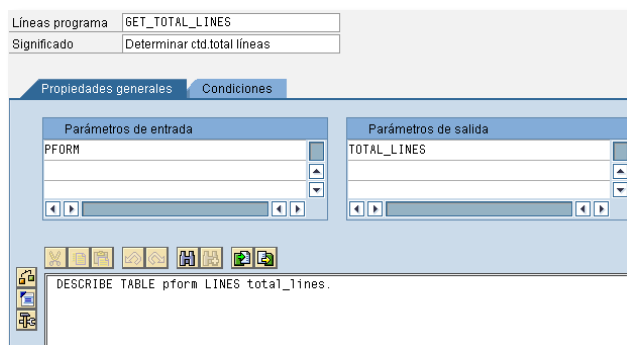 Líneas programa GET_TOTAL_LINES
Significado Determinar ctd.total líneas
Propiedades generales Condiciones
Parámetros de entrada Parámetros de salida
PFORM TOTAL_LINES
DESCRIBE TABLE pform LINES total_lines.